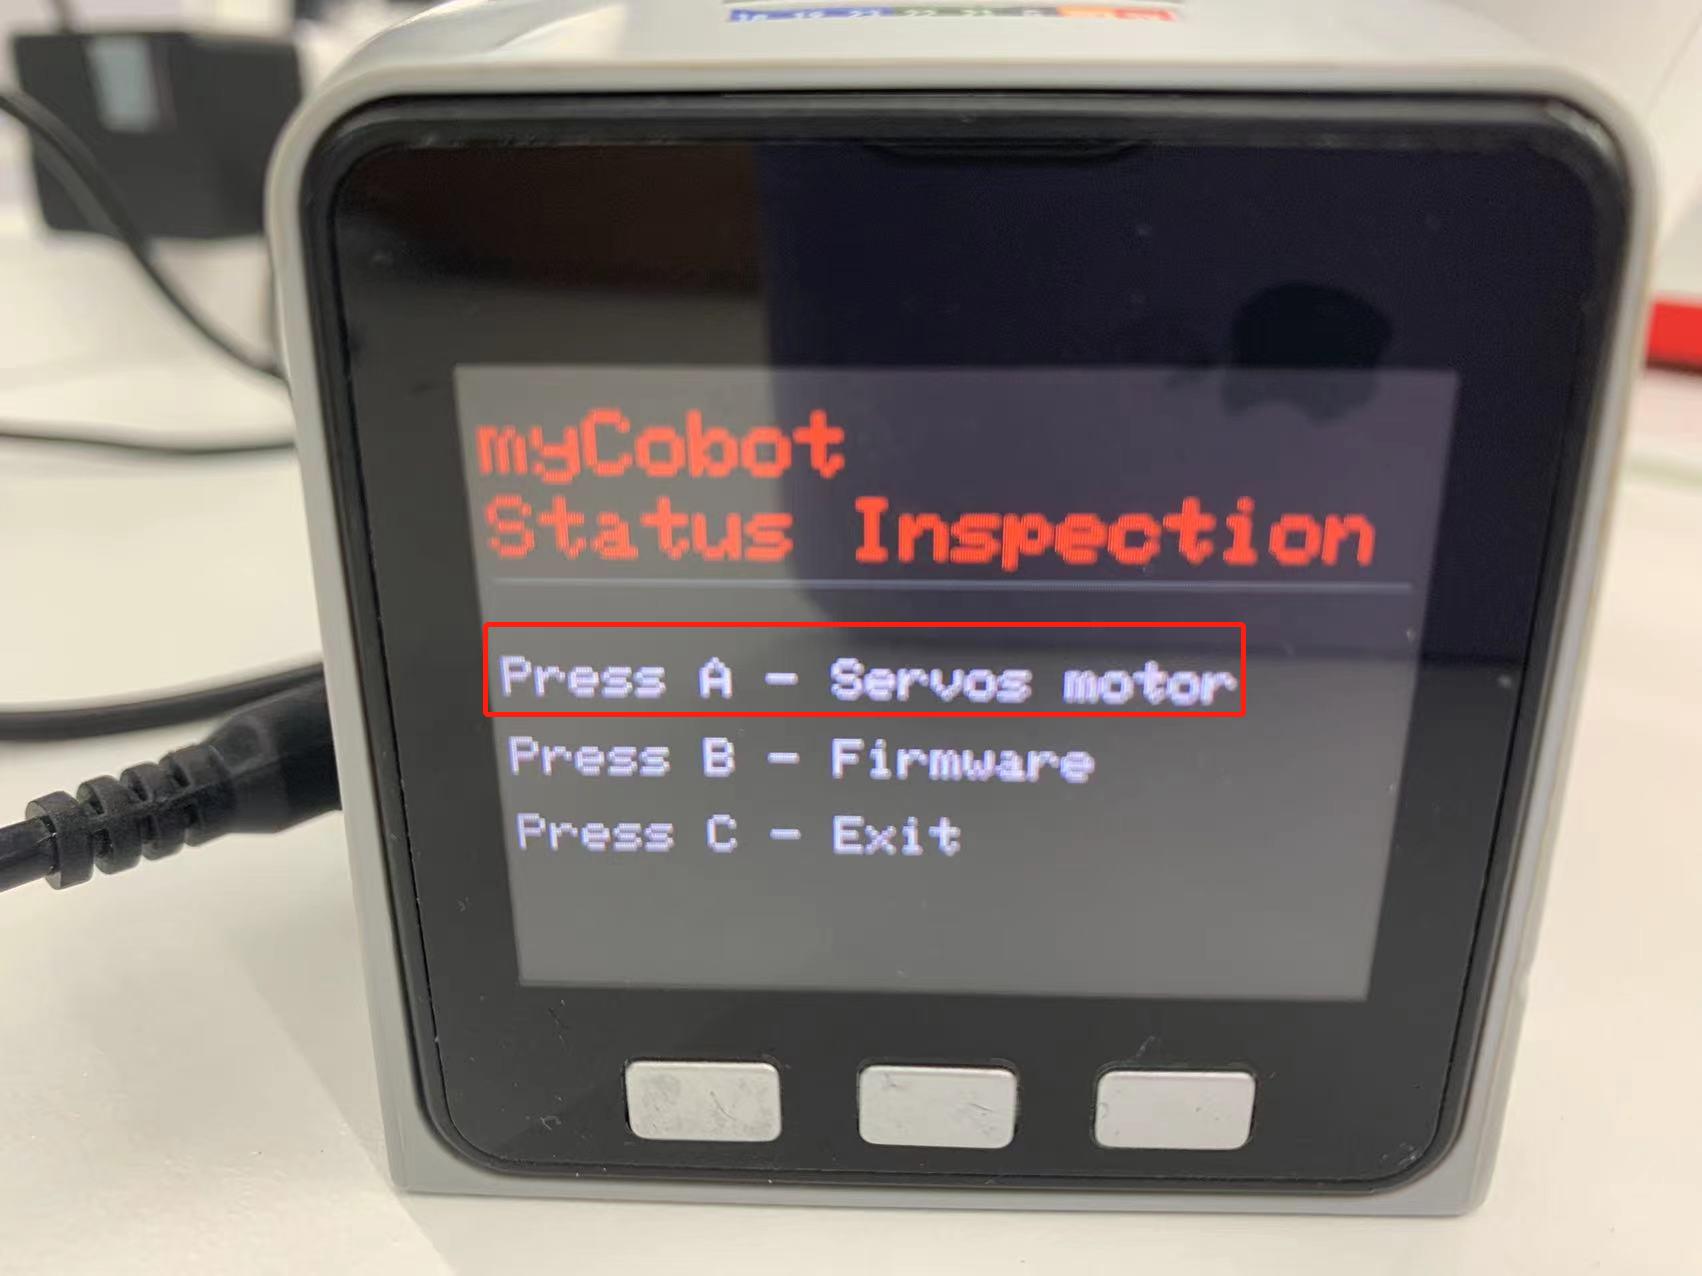 myCobot
Status Inspection
Press A - Servos motor
Press B - Firmware
Press C - Exit